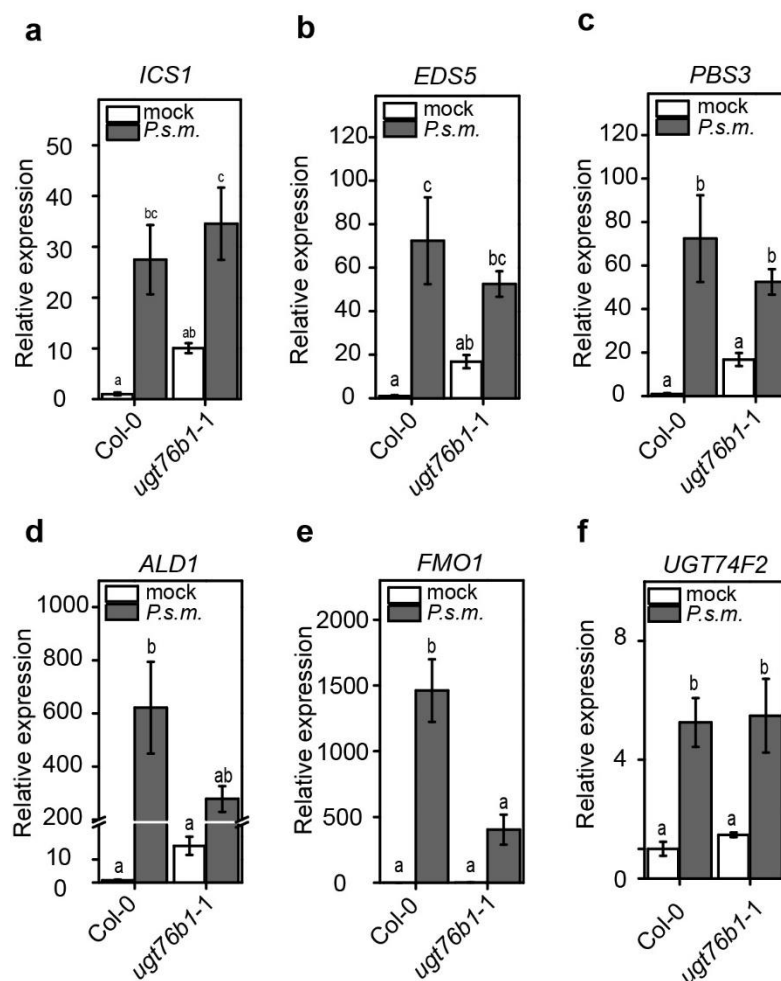 a
ICS1
mock
P.s.m.
Relative expression
50
40
30
20
10
0
a
bc
ab
c
Col-0
ugt76b1-1
b
EDS5
mock
P.s.m.
Relative expression
120
100
80
60
40
20
0
a
c
ab
bc
Col-0
ugt76b1-1
c
PBS3
mock
P.s.m.
Relative expression
120
100
80
60
40
20
0
a
b
a
b
Col-0
ugt76b1-1
d
ALD1
mock
P.s.m.
Relative expression
1000
800
600
400
200
10
0
a
b
a
ab
Col-0
ugt76b1-1
e
FMO1
mock
P.s.m.
Relative expression
2000
1500
1000
500
0
a
b
a
a
Col-0
ugt76b1-1
f
UGT74F2
mock
P.s.m.
Relative expression
8
4
0
a
b
a
b
Col-0
ugt76b1-1